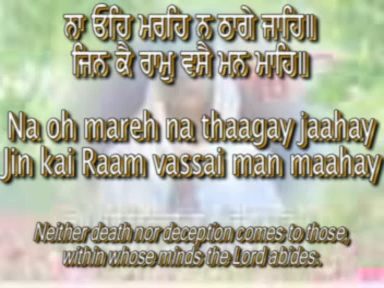 ਨਾ ਓਹਿ ਮਰਹਿ ਨ ਠਾਗੇ ਜਾਹਿ॥
ਜਿਨ ਕੈ ਰਾਮੁ ਵਸੈ ਮਨ ਮਾਹਿ॥
Na oh mareh na thaagay jaahay
Jin kai Raam vassai man maahay
Neither death nor deception comes to those,
within whose minds the Lord abides.